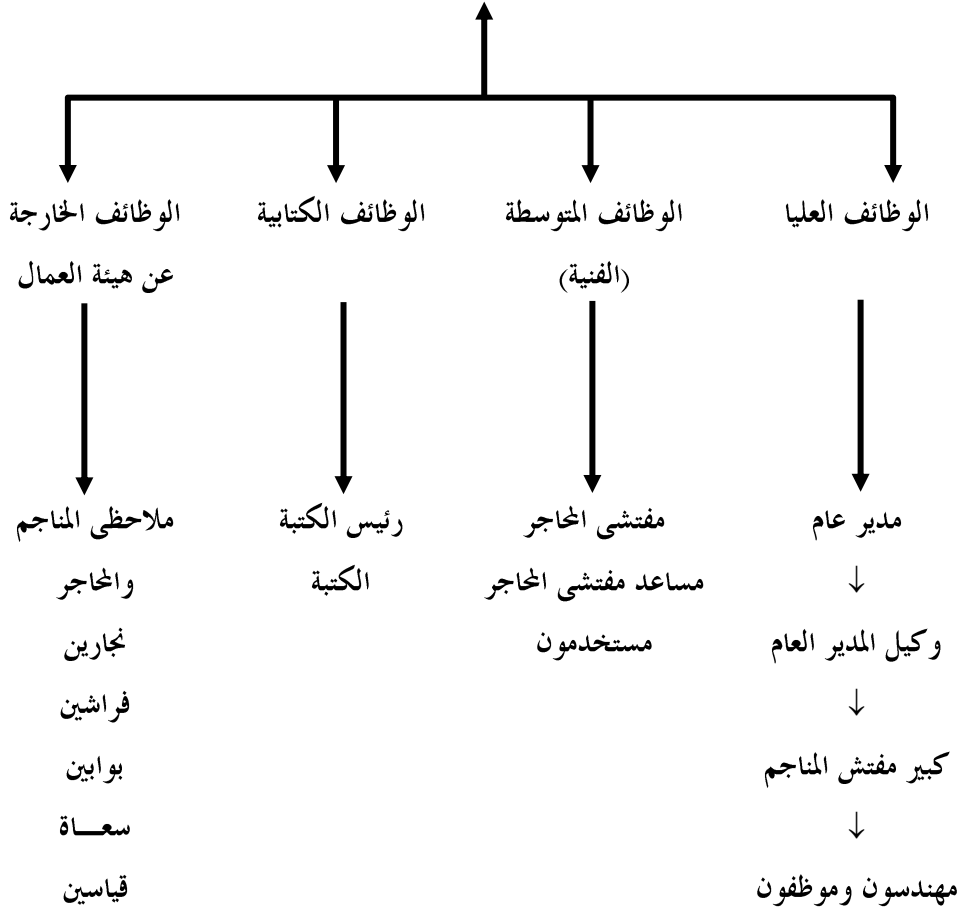 الوظائف العليا
الوظائف المتوسطة
(الفنية)
الوظائف الكتابية
الوظائف الخارجة
عن هيئة العمال
مدير عام
↓
وكيل المدير العام
↓
كبير مفتش المناجم
↓
مهندسون وموظفون
مفتشى المحاجر
مساعد مفتشى المحاجر
مستخدمون
رئيس الكتبة
الكتبة
ملاحظى المناجم
والمحاجر
نجارين
فراشين
بوابين
سعـــاة
قياسين